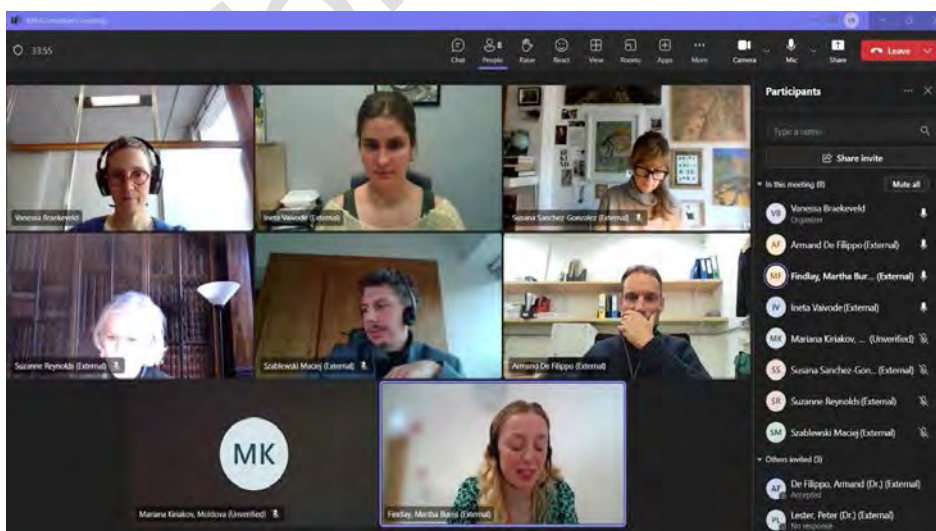 33:55
Chat
People
8
Raise
React
View
Rooms
Apps
More
Camera
Mic
Share
Leave
Vanessa Braekeveld
Ineta Vaivode (External)
Susana Sanchez-Gonzalez (External)
Suzanne Reynolds (External)
Szablewski Maciej (External)
Armand De Filippo (External)
MK
Mariana Kiriakov, Moldova (Unverified)
Findlay, Martha Burns (External)
Participants
Type a name
Share invite
In this meeting (8)
Mute all
VB
Vanessa Braekeveld
Organizer
AF
Armand De Filippo (External)
MF
Findlay, Martha Bur... (External)
IV
Ineta Vaivode (External)
MK
Mariana Kiriakov, ... (Unverified)
SS
Susana Sanchez-Gon... (External)
SR
Suzanne Reynolds (External)
SM
Szablewski Maciej (External)
Others invited (3)
AF
De Filippo, Armand (Dr.) (External)
Accepted
PL
Lester, Peter (Dr.) (External)
No response